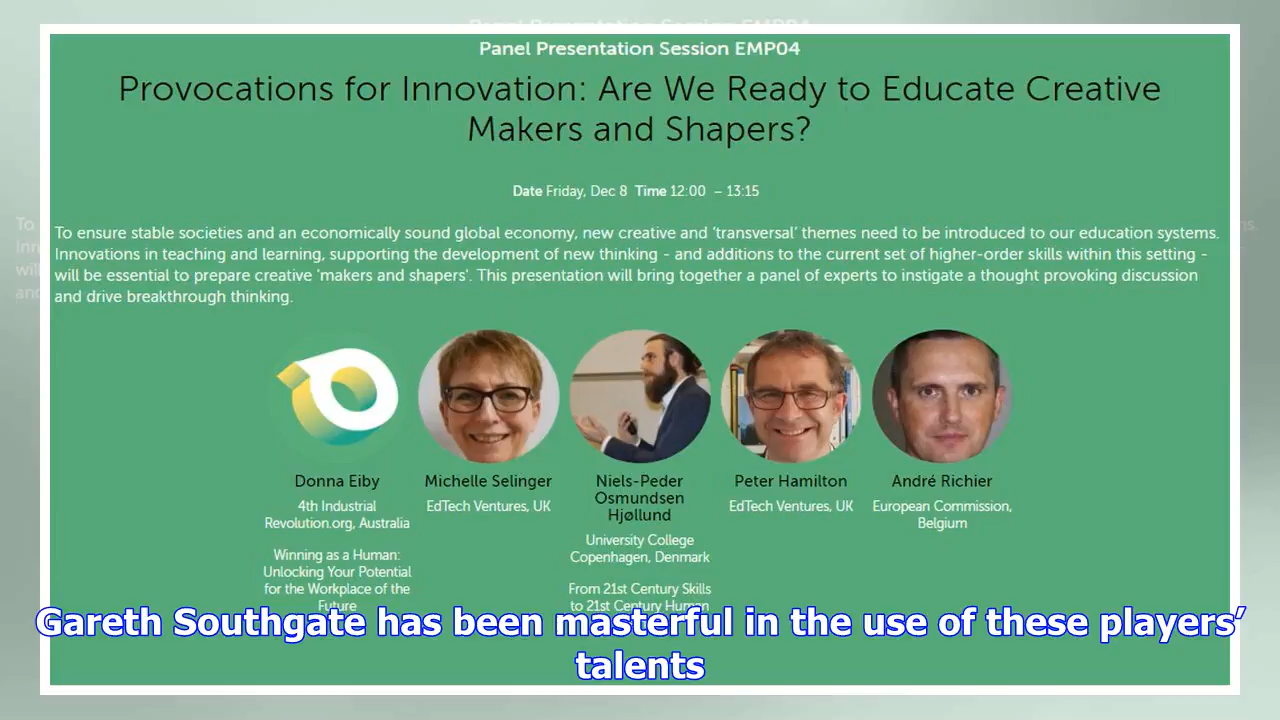 Panel Presentation Session EMP04
Provocations for Innovation: Are We Ready to Educate Creative
Makers and Shapers?
Date Friday, Dec 8 Time 12:00 – 13:15
To ensure stable societies and an economically sound global economy, new creative and ‘transversal’ themes need to be introduced to our education systems.
Innovations in teaching and learning, supporting the development of new thinking - and additions to the current set of higher-order skills within this setting -
will be essential to prepare creative 'makers and shapers'. This presentation will bring together a panel of experts to instigate a thought provoking discussion
and drive breakthrough thinking.
Donna Eiby
4th Industrial
Revolution.org, Australia
Winning as a Human:
Unlocking Your Potential
for the Workplace of the
Future
Michelle Selinger
EdTech Ventures, UK
Niels-Peder
Osmundsen
Hjøllund
University College
Copenhagen, Denmark
From 21st Century Skills
to 21st Century Human
Peter Hamilton
EdTech Ventures, UK
André Richier
European Commission,
Belgium
Gareth Southgate has been masterful in the use of these players’
talents